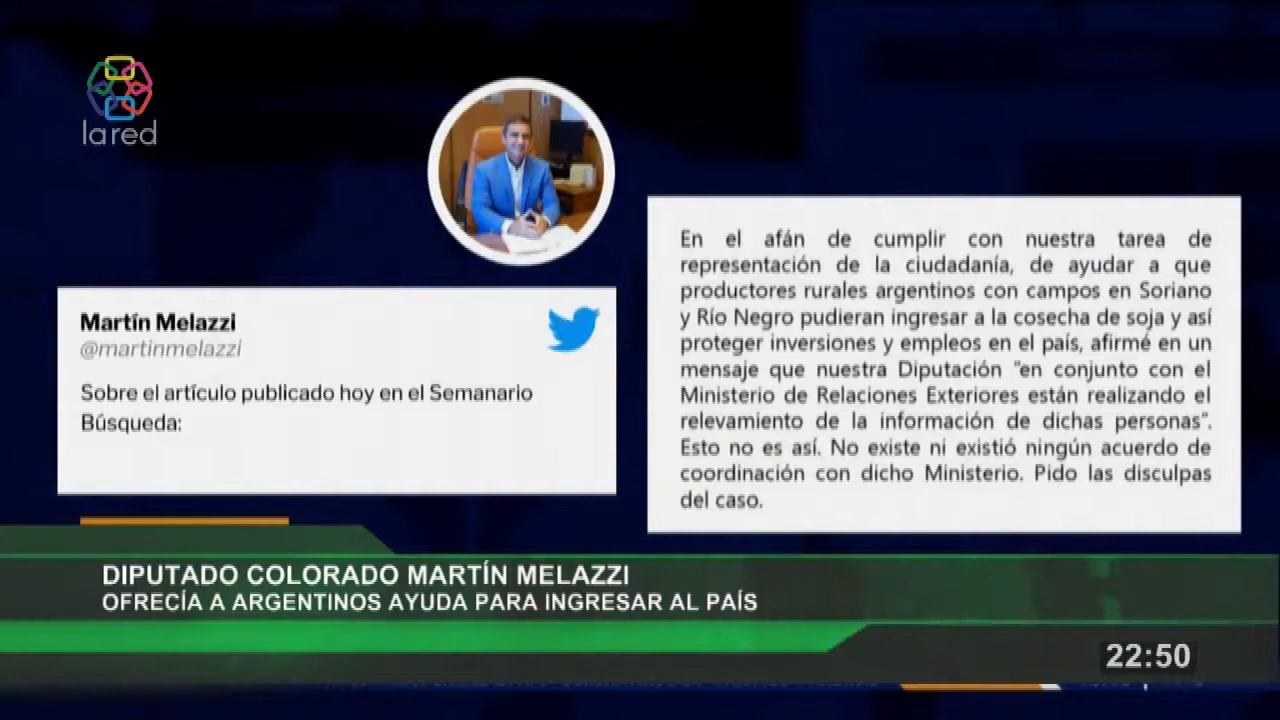 lared
Martín Melazzi
@martinmelazzi
Sobre el artículo publicado hoy en el Semanario
Búsqueda:
En el afán de cumplir con nuestra tarea de
representación de la ciudadanía, de ayudar a que
productores rurales argentinos con campos en Soriano
y Río Negro pudieran ingresar a la cosecha de soja y así
proteger inversiones y empleos en el país, afirmé en un
mensaje que nuestra Diputación "en conjunto con el
Ministerio de Relaciones Exteriores están realizando el
relevamiento de la información de dichas personas".
Esto no es así. No existe ni existió ningún acuerdo de
coordinación con dicho Ministerio. Pido las disculpas
del caso.
DIPUTADO COLORADO MARTÍN MELAZZI
OFRECÍA A ARGENTINOS AYUDA PARA INGRESAR AL PAÍS
22:50